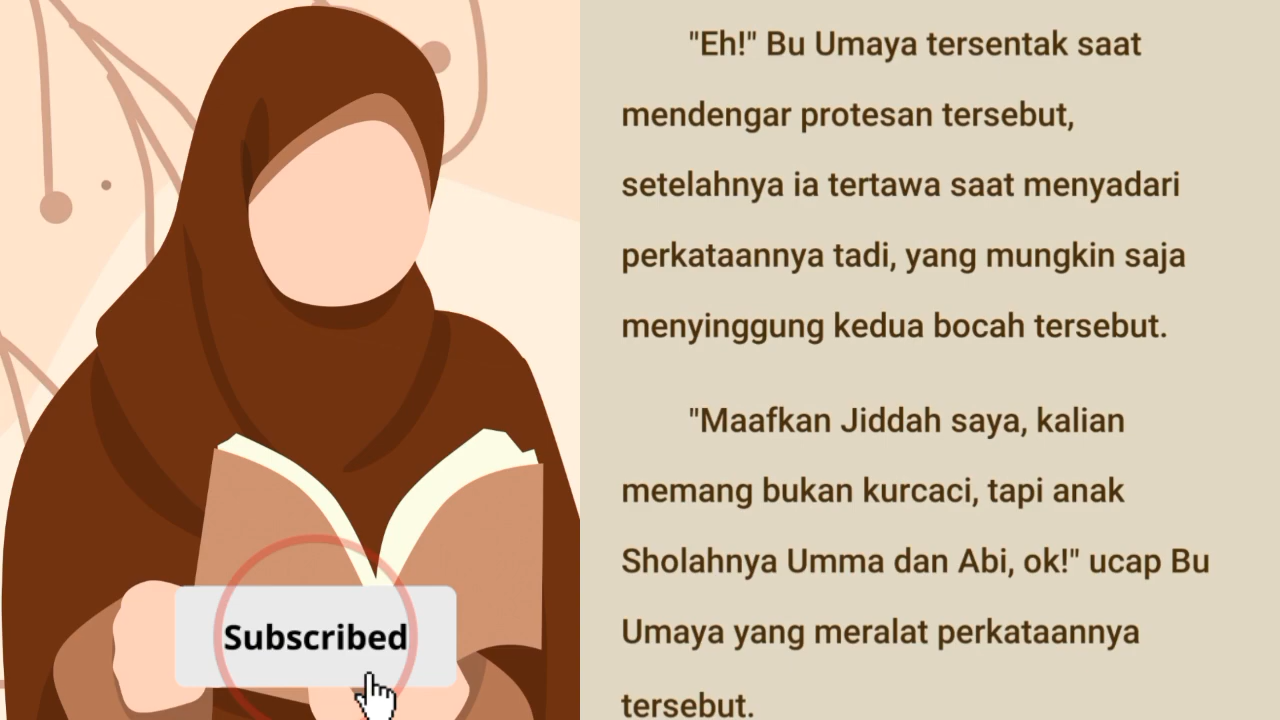 "Eh!" Bu Umaya tersentak saat
mendengar protesan tersebut,
setelahnya ia tertawa saat menyadari
perkataannya tadi, yang mungkin saja
menyinggung kedua bocah tersebut.
"Maafkan Jiddah saya, kalian
memang bukan kurcaci, tapi anak
Sholahnya Umma dan Abi, ok!" ucap Bu
Umaya yang meralat perkataannya
tersebut.
Subscribed